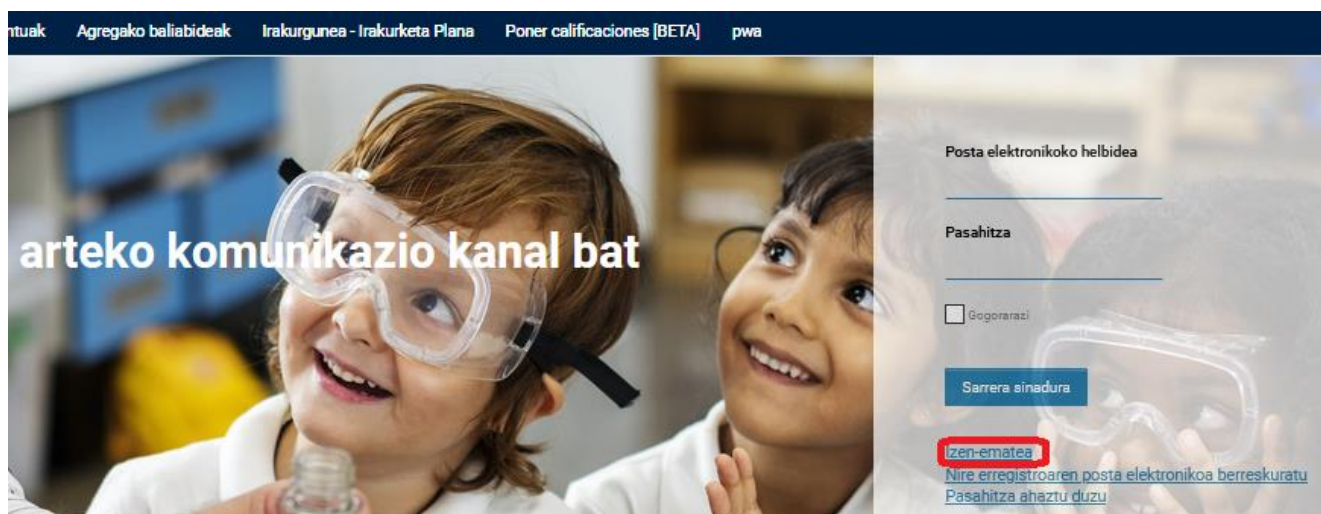 ntuak Agregako baliabideak Irakurgunea - Irakurketa Plana Poner calificaciones [BETA] pwa
arteko komunikazio kanal bat
Posta elektronikoko helbidea
Pasahitza
Gogorarazi
Sarrera sinadura
Izen-ematea
Nire erregistroaren posta elektronikoa berreskuratu
Pasahitza ahaztu duzu